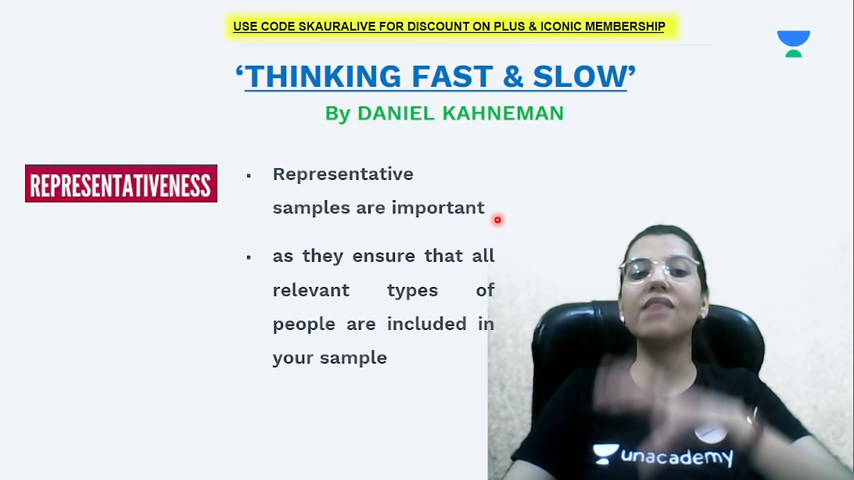 USE CODE SKAURALIVE FOR DISCOUNT ON PLUS & ICONIC MEMBERSHIP
‘THINKING FAST & SLOW’
By DANIEL KAHNEMAN
REPRESENTATIVENESS
▪ Representative
samples are important
▪ as they ensure that all
relevant types of
people are included in
your sample
unacademy